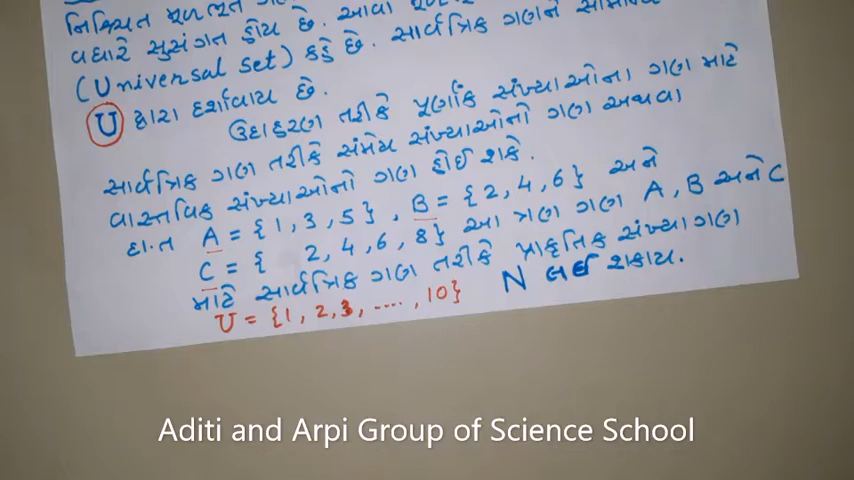 નિશ્ચિત મૂળભૂત
વધારે સુસંગત હોય છે. આવા
(Universal set) કહે છે. સાર્વત્રિક ગણને સામાન્ય
U દ્વારા દર્શાવાય છે.
ઉદાહરણ તરીકે પૂર્ણાંક સંખ્યાઓના ગણ માટે
સાર્વત્રિક ગણ તરીકે સંમેય સંખ્યાઓનો ગણ અથવા
વાસ્તવિક સંખ્યાઓનો ગણ હોઈ શકે.
દા.ત A = {1, 3, 5} , B = {2, 4, 6} અને
C = { 2, 4, 6, 8} આ ત્રણ ગણ A, B અને C
માટે સાર્વત્રિક ગણ તરીકે પ્રાકૃતિક સંખ્યા ગણ
N લઈ શકાય.
U = {1, 2, 3, ...., 10}
Aditi and Arpi Group of Science School